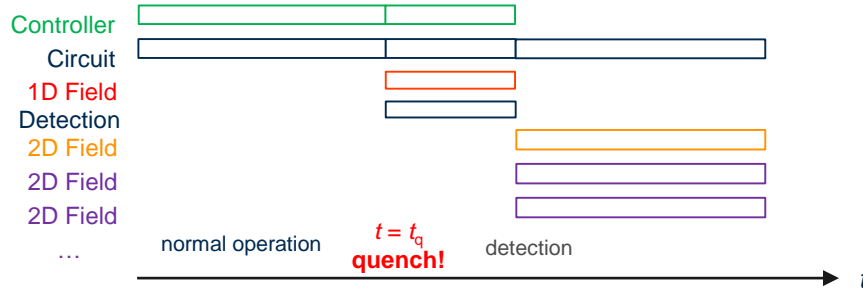 Controller
Circuit
1D Field
Detection
2D Field
2D Field
2D Field
…
normal operation
t = tq
quench!
detection
t